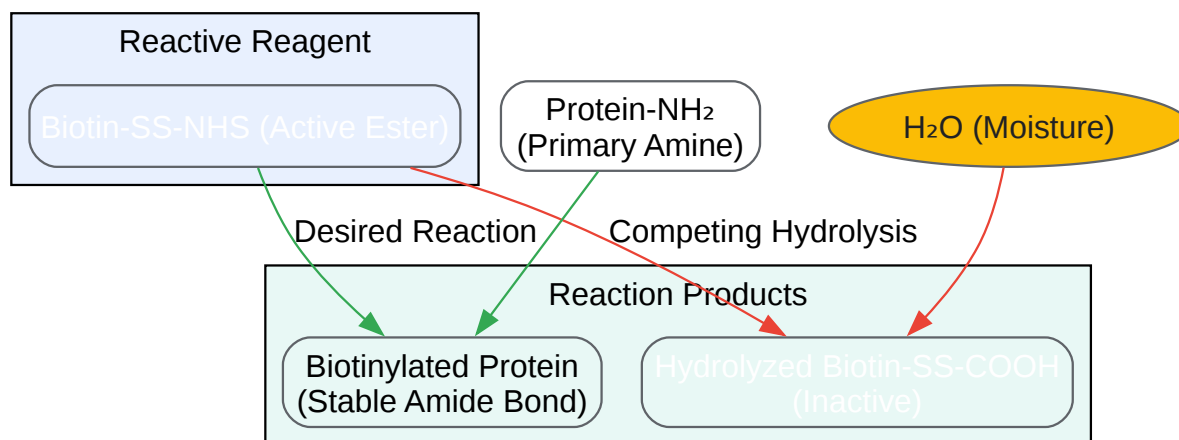 Reactive Reagent
Biotin-SS-NHS (Active Ester)
Protein-NH₂
(Primary Amine)
H₂O (Moisture)
Desired Reaction
Competing Hydrolysis
Reaction Products
Biotinylated Protein
(Stable Amide Bond)
Hydrolyzed Biotin-SS-COOH
(Inactive)